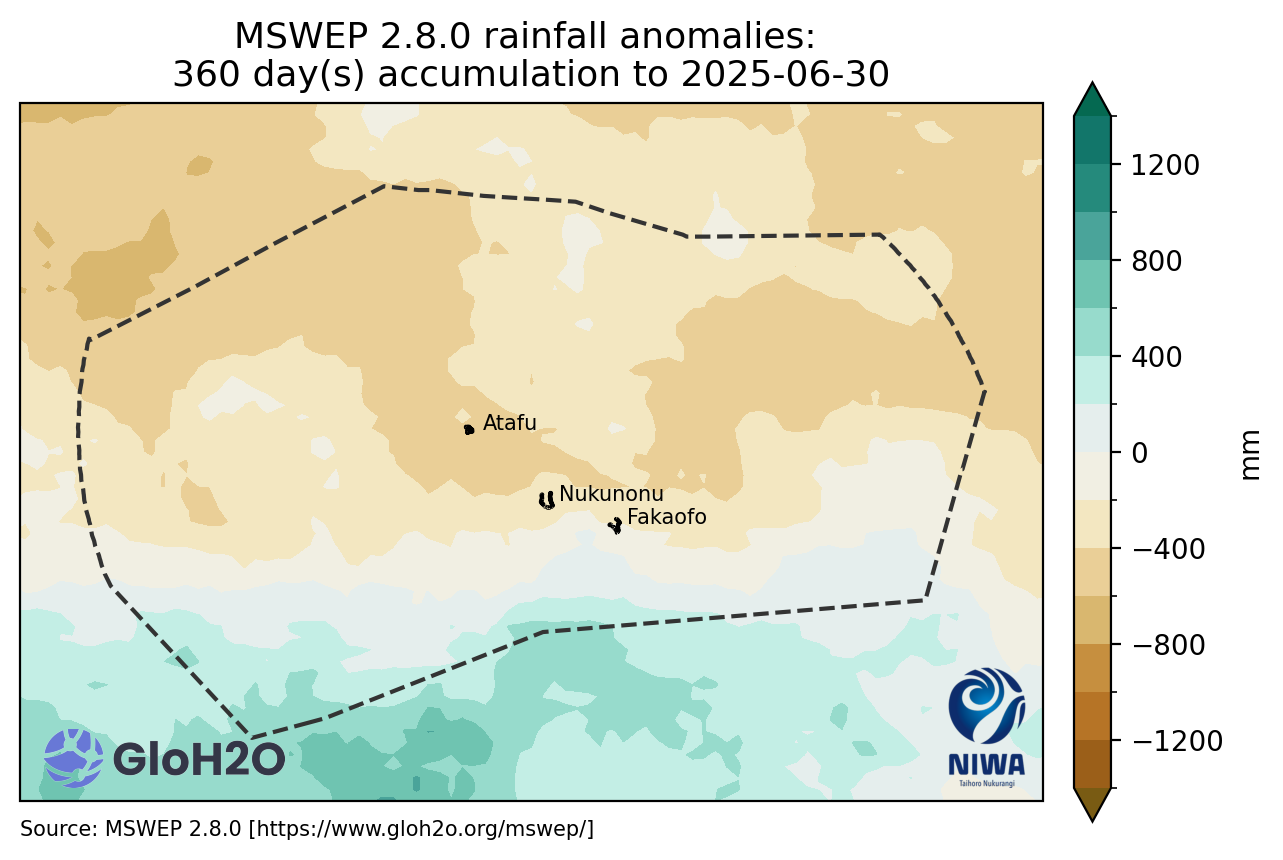 MSWEP 2.8.0 rainfall anomalies:
360 day(s) accumulation to 2025-06-30
1200
800
400
0
−400
−800
−1200
mm
Atafu
Nukunonu
Fakaofo
GloH2O
NIWA
Taihoro Nukurangi
Source: MSWEP 2.8.0 [https://www.gloh2o.org/mswep/]